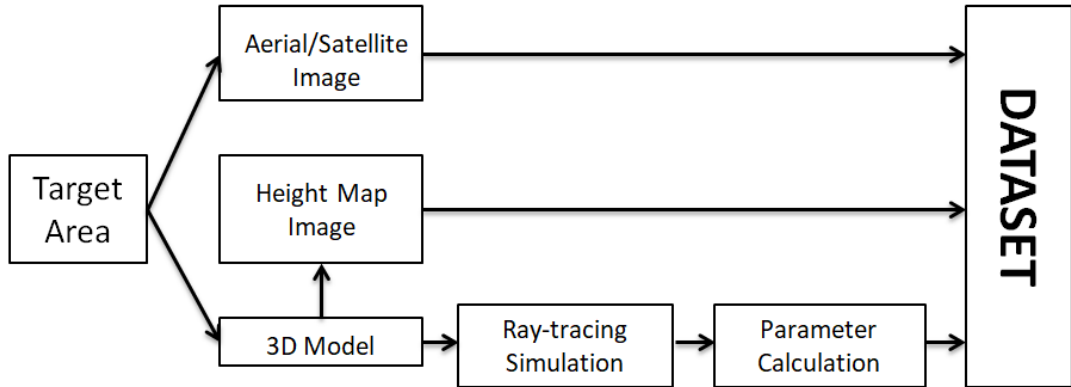 Aerial/Satellite
Image
Target
Area
Height Map
Image
3D Model
Ray-tracing
Simulation
Parameter
Calculation
DATASET